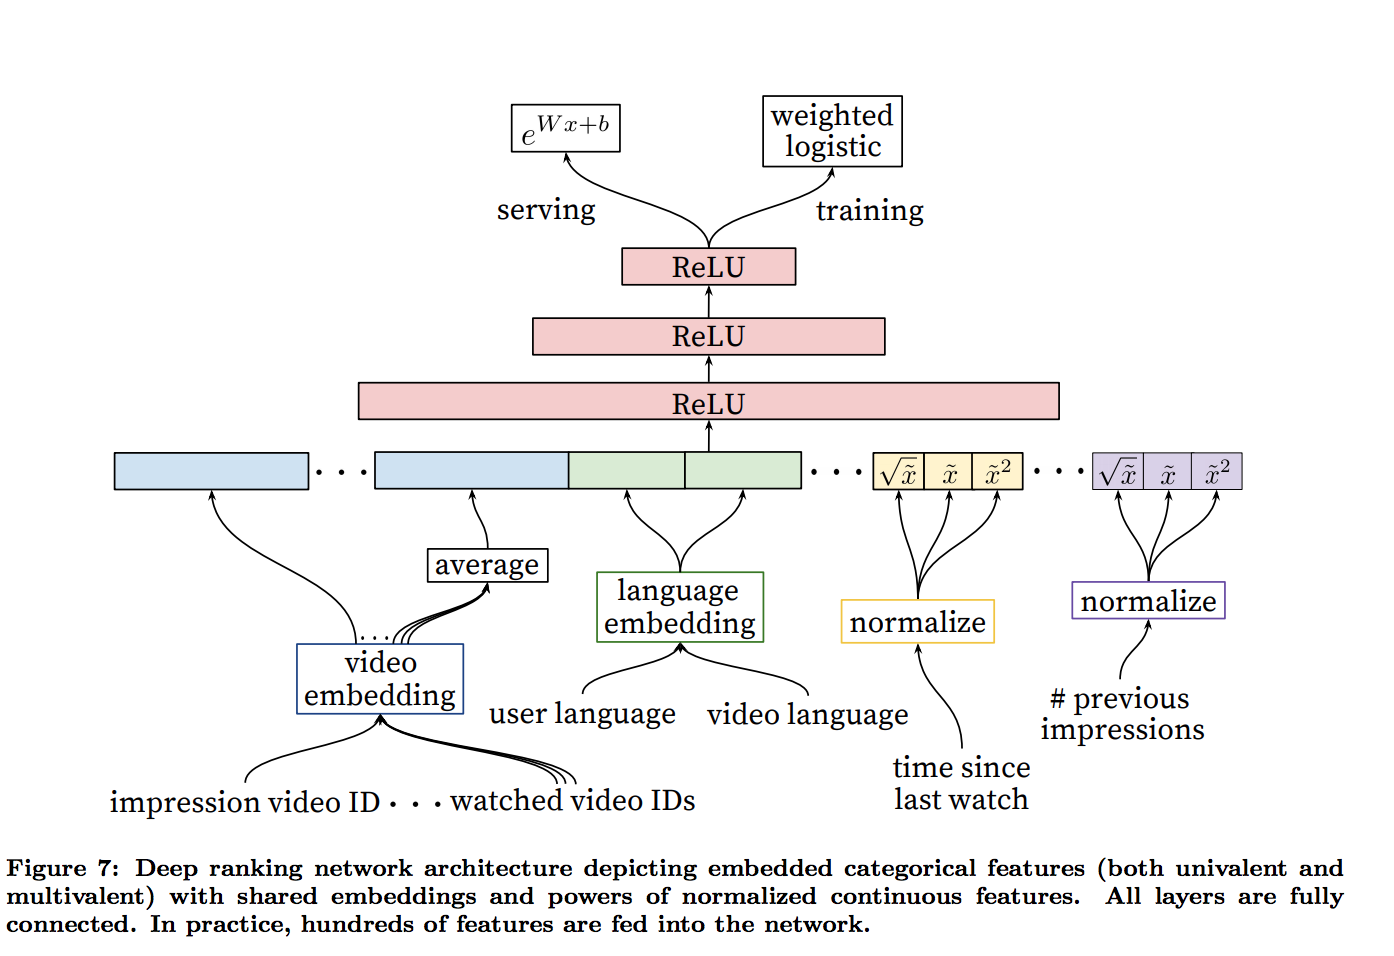 $e^{Wx+b}$
weighted
logistic
serving
training
ReLU
ReLU
ReLU
· · ·
· · ·
$\sqrt{\tilde{x}}$ $\tilde{x}$ $\tilde{x}^2$
· · ·
$\sqrt{\tilde{x}}$ $\tilde{x}$ $\tilde{x}^2$
average
language
embedding
normalize
normalize
· · ·
video
embedding
user language
video language
# previous
impressions
time since
last watch
impression video ID · · · watched video IDs
Figure 7: Deep ranking network architecture depicting embedded categorical features (both univalent and
multivalent) with shared embeddings and powers of normalized continuous features. All layers are fully
connected. In practice, hundreds of features are fed into the network.